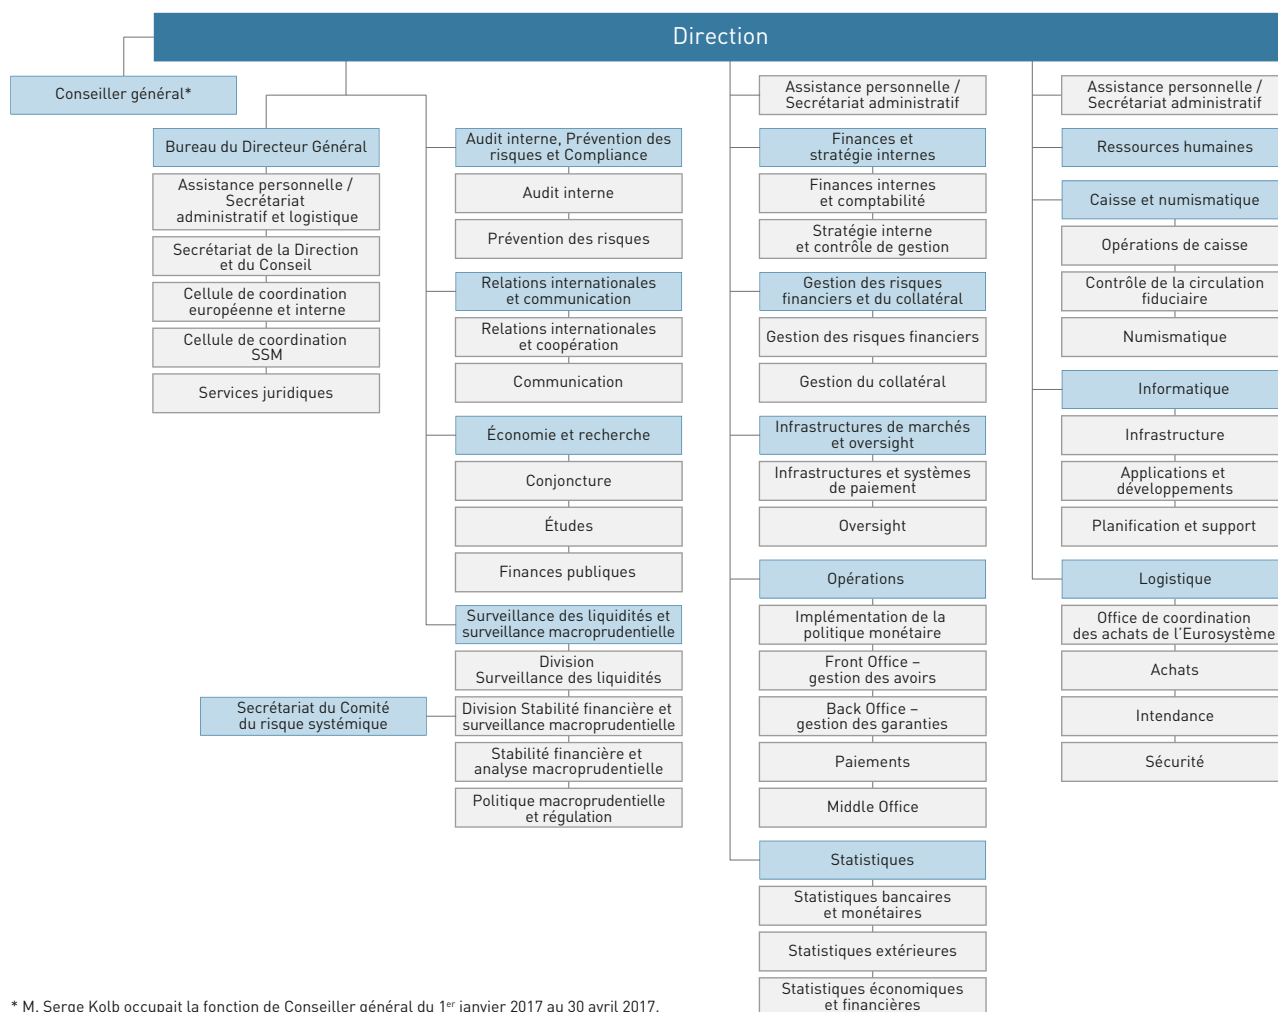 Direction
Conseiller général*
Bureau du Directeur Général
Assistance personnelle /
Secrétariat
administratif et logistique
Secrétariat de la Direction
et du Conseil
Cellule de coordination
européenne et interne
Cellule de coordination
SSM
Services juridiques
Audit interne, Prévention des
risques et Compliance
Audit interne
Prévention des risques
Relations internationales
et communication
Relations internationales
et coopération
Communication
Économie et recherche
Conjoncture
Études
Finances publiques
Surveillance des liquidités et
surveillance macroprudentielle
Division
Surveillance des liquidités
Secrétariat du Comité
du risque systémique
Division Stabilité financière et
surveillance macroprudentielle
Stabilité financière et
analyse macroprudentielle
Politique macroprudentielle
et régulation
Assistance personnelle /
Secrétariat administratif
Finances et
stratégie internes
Finances internes
et comptabilité
Stratégie interne
et contrôle de gestion
Gestion des risques
financiers et du collatéral
Gestion des risques financiers
Gestion du collatéral
Infrastructures de marchés
et oversight
Infrastructures et systèmes
de paiement
Oversight
Opérations
Implémentation de la
politique monétaire
Front Office –
gestion des avoirs
Back Office –
gestion des garanties
Paiements
Middle Office
Statistiques
Statistiques bancaires
et monétaires
Statistiques extérieures
Statistiques économiques
et financières
Assistance personnelle /
Secrétariat administratif
Ressources humaines
Caisse et numismatique
Opérations de caisse
Contrôle de la circulation
fiduciaire
Numismatique
Informatique
Infrastructure
Applications et
développements
Planification et support
Logistique
Office de coordination
des achats de l'Eurosystème
Achats
Intendance
Sécurité
* M. Serge Kolb occupait la fonction de Conseiller général du 1er janvier 2017 au 30 avril 2017.